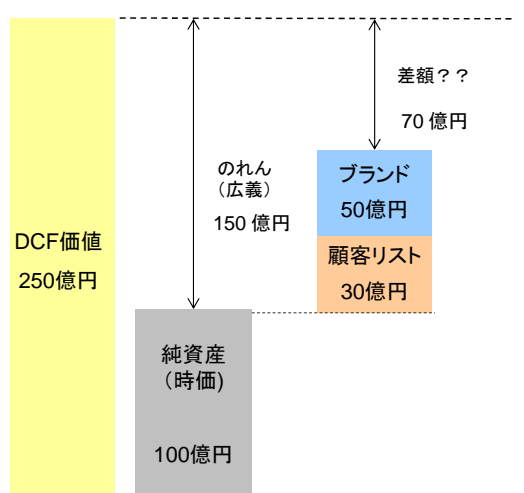 DCF価値
250億円
のれん
（広義）
150 億円
純資産
（時価)
100億円
差額？？
70 億円
ブランド
50億円
顧客リスト
30億円